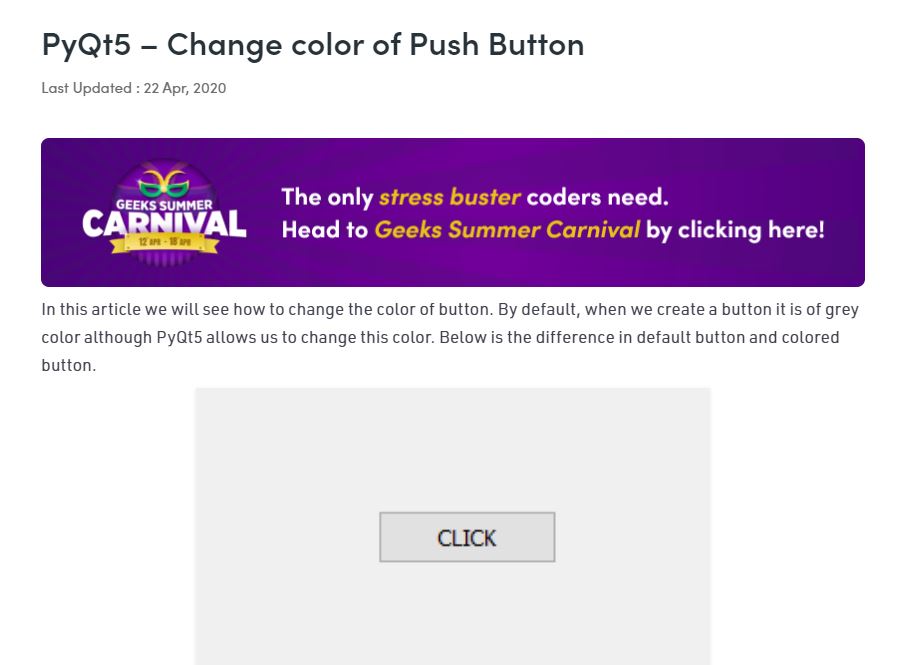 PyQt5 – Change color of Push Button
Last Updated : 22 Apr, 2020
GEEKS SUMMER
CARNIVAL
12 APR - 18 APR
The only stress buster coders need.
Head to Geeks Summer Carnival by clicking here!
In this article we will see how to change the color of button. By default, when we create a button it is of grey
color although PyQt5 allows us to change this color. Below is the difference in default button and colored
button.
CLICK